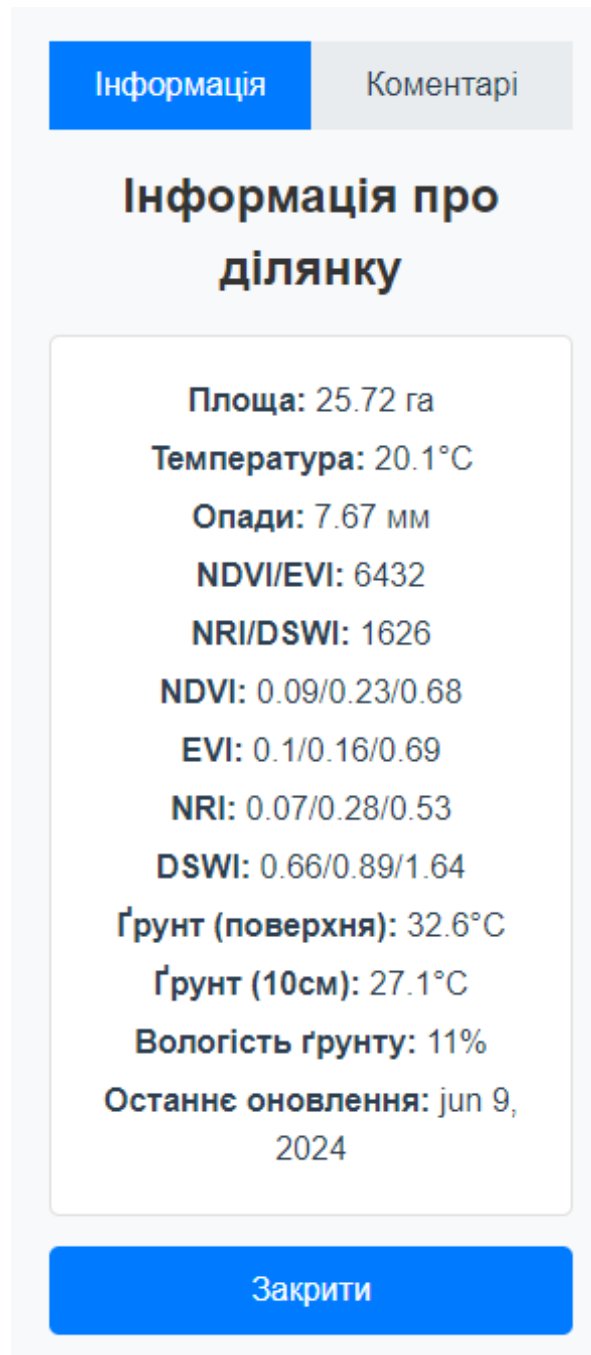 Інформація
Коментарі
Інформація про
ділянку
Площа: 25.72 га
Температура: 20.1°C
Опади: 7.67 мм
NDVI/EVI: 6432
NRI/DSWI: 1626
NDVI: 0.09/0.23/0.68
EVI: 0.1/0.16/0.69
NRI: 0.07/0.28/0.53
DSWI: 0.66/0.89/1.64
Ґрунт (поверхня): 32.6°C
Ґрунт (10см): 27.1°C
Вологість ґрунту: 11%
Останнє оновлення: jun 9,
2024
Закрити